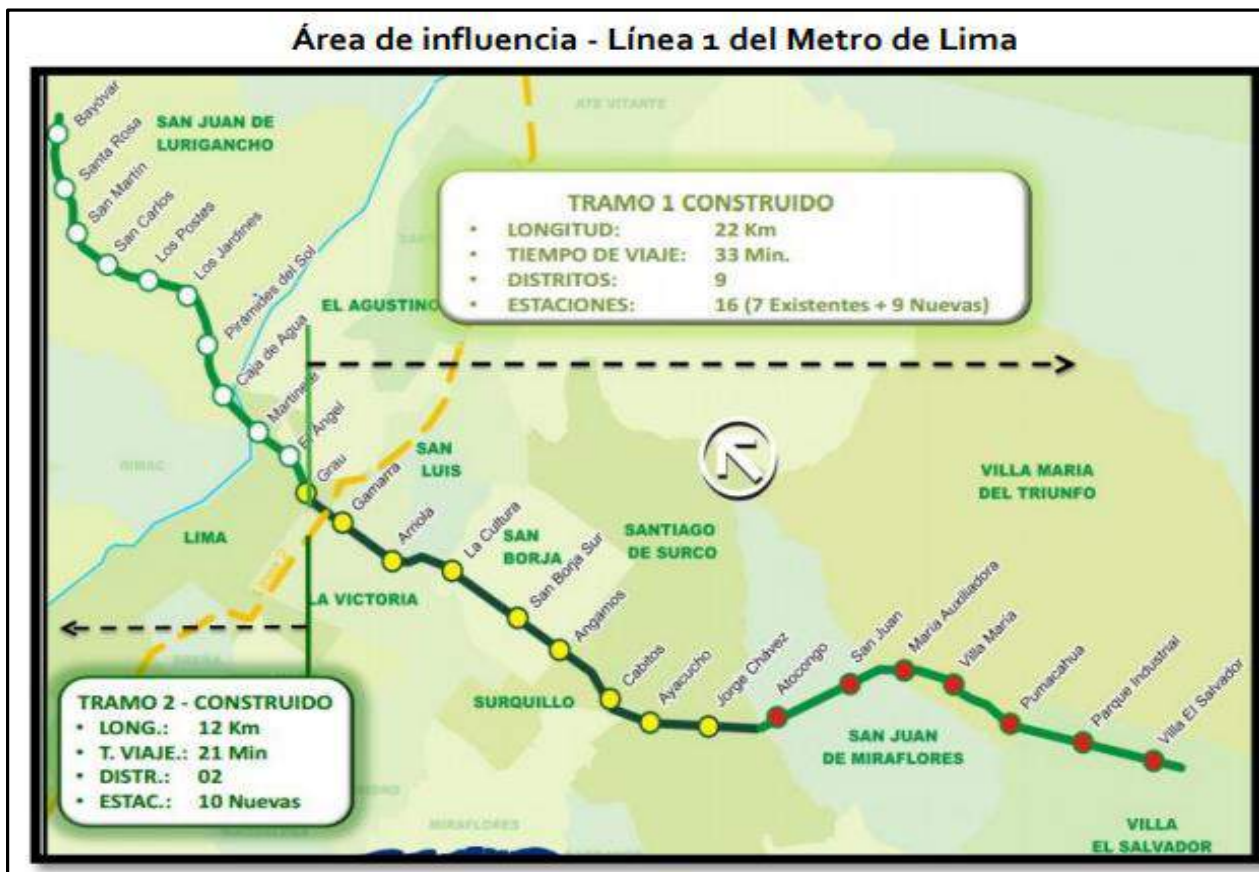 Área de influencia - Línea 1 del Metro de Lima
ATE VITARTE
Bayóvar
SAN JUAN DE
LURIGANCHO
Santa Rosa
San Martín
San Carlos
Los Postes
Los Jardines
Pirámides del Sol
Caja de Agua
Martinete
El Angel
Grau
Gamarra
Arriola
La Cultura
San Borja Sur
Angamos
Cabitos
Ayacucho
Jorge Chávez
Atocongo
San Juan
María Auxiliadora
Villa María
Pumacahua
Parque Industrial
Villa El Salvador
TRAMO 1 CONSTRUIDO
• LONGITUD: 22 Km
• TIEMPO DE VIAJE: 33 Min.
• DISTRITOS: 9
• ESTACIONES: 16 (7 Existentes + 9 Nuevas)
EL AGUSTINO
RIMAC
SAN
LUIS
LIMA
LA VICTORIA
SAN
BORJA
SANTIAGO
DE SURCO
VILLA MARIA
DEL TRIUNFO
SURQUILLO
SAN JUAN
DE MIRAFLORES
TRAMO 2 - CONSTRUIDO
• LONG.: 12 Km
• T. VIAJE.: 21 Min
• DISTR.: 02
• ESTAC.: 10 Nuevas
MIRAFLORES
VILLA
EL SALVADOR